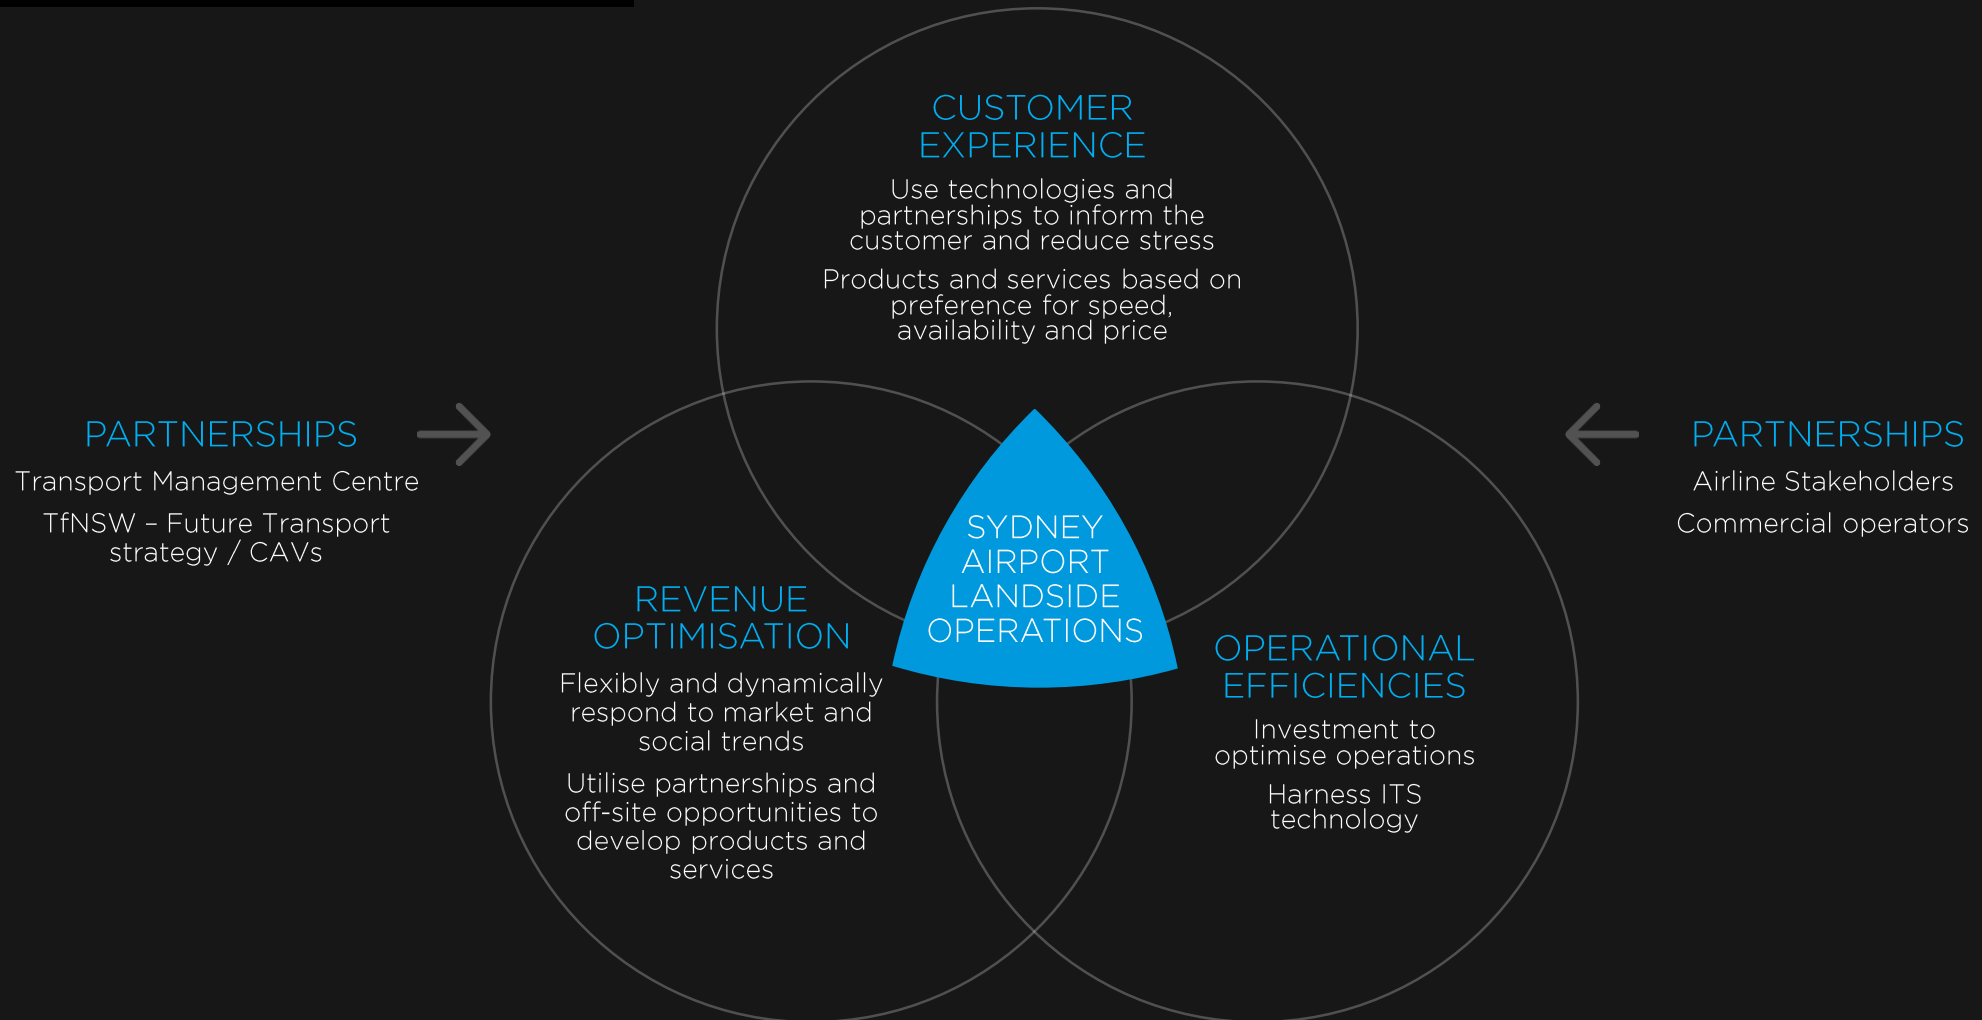 CUSTOMER
EXPERIENCE
Use technologies and
partnerships to inform the
customer and reduce stress
Products and services based on
preference for speed,
availability and price
PARTNERSHIPS
Transport Management Centre
TfNSW – Future Transport
strategy / CAVs
PARTNERSHIPS
Airline Stakeholders
Commercial operators
SYDNEY
AIRPORT
LANDSIDE
OPERATIONS
REVENUE
OPTIMISATION
Flexibly and dynamically
respond to market and
social trends
Utilise partnerships and
off-site opportunities to
develop products and
services
OPERATIONAL
EFFICIENCIES
Investment to
optimise operations
Harness ITS
technology